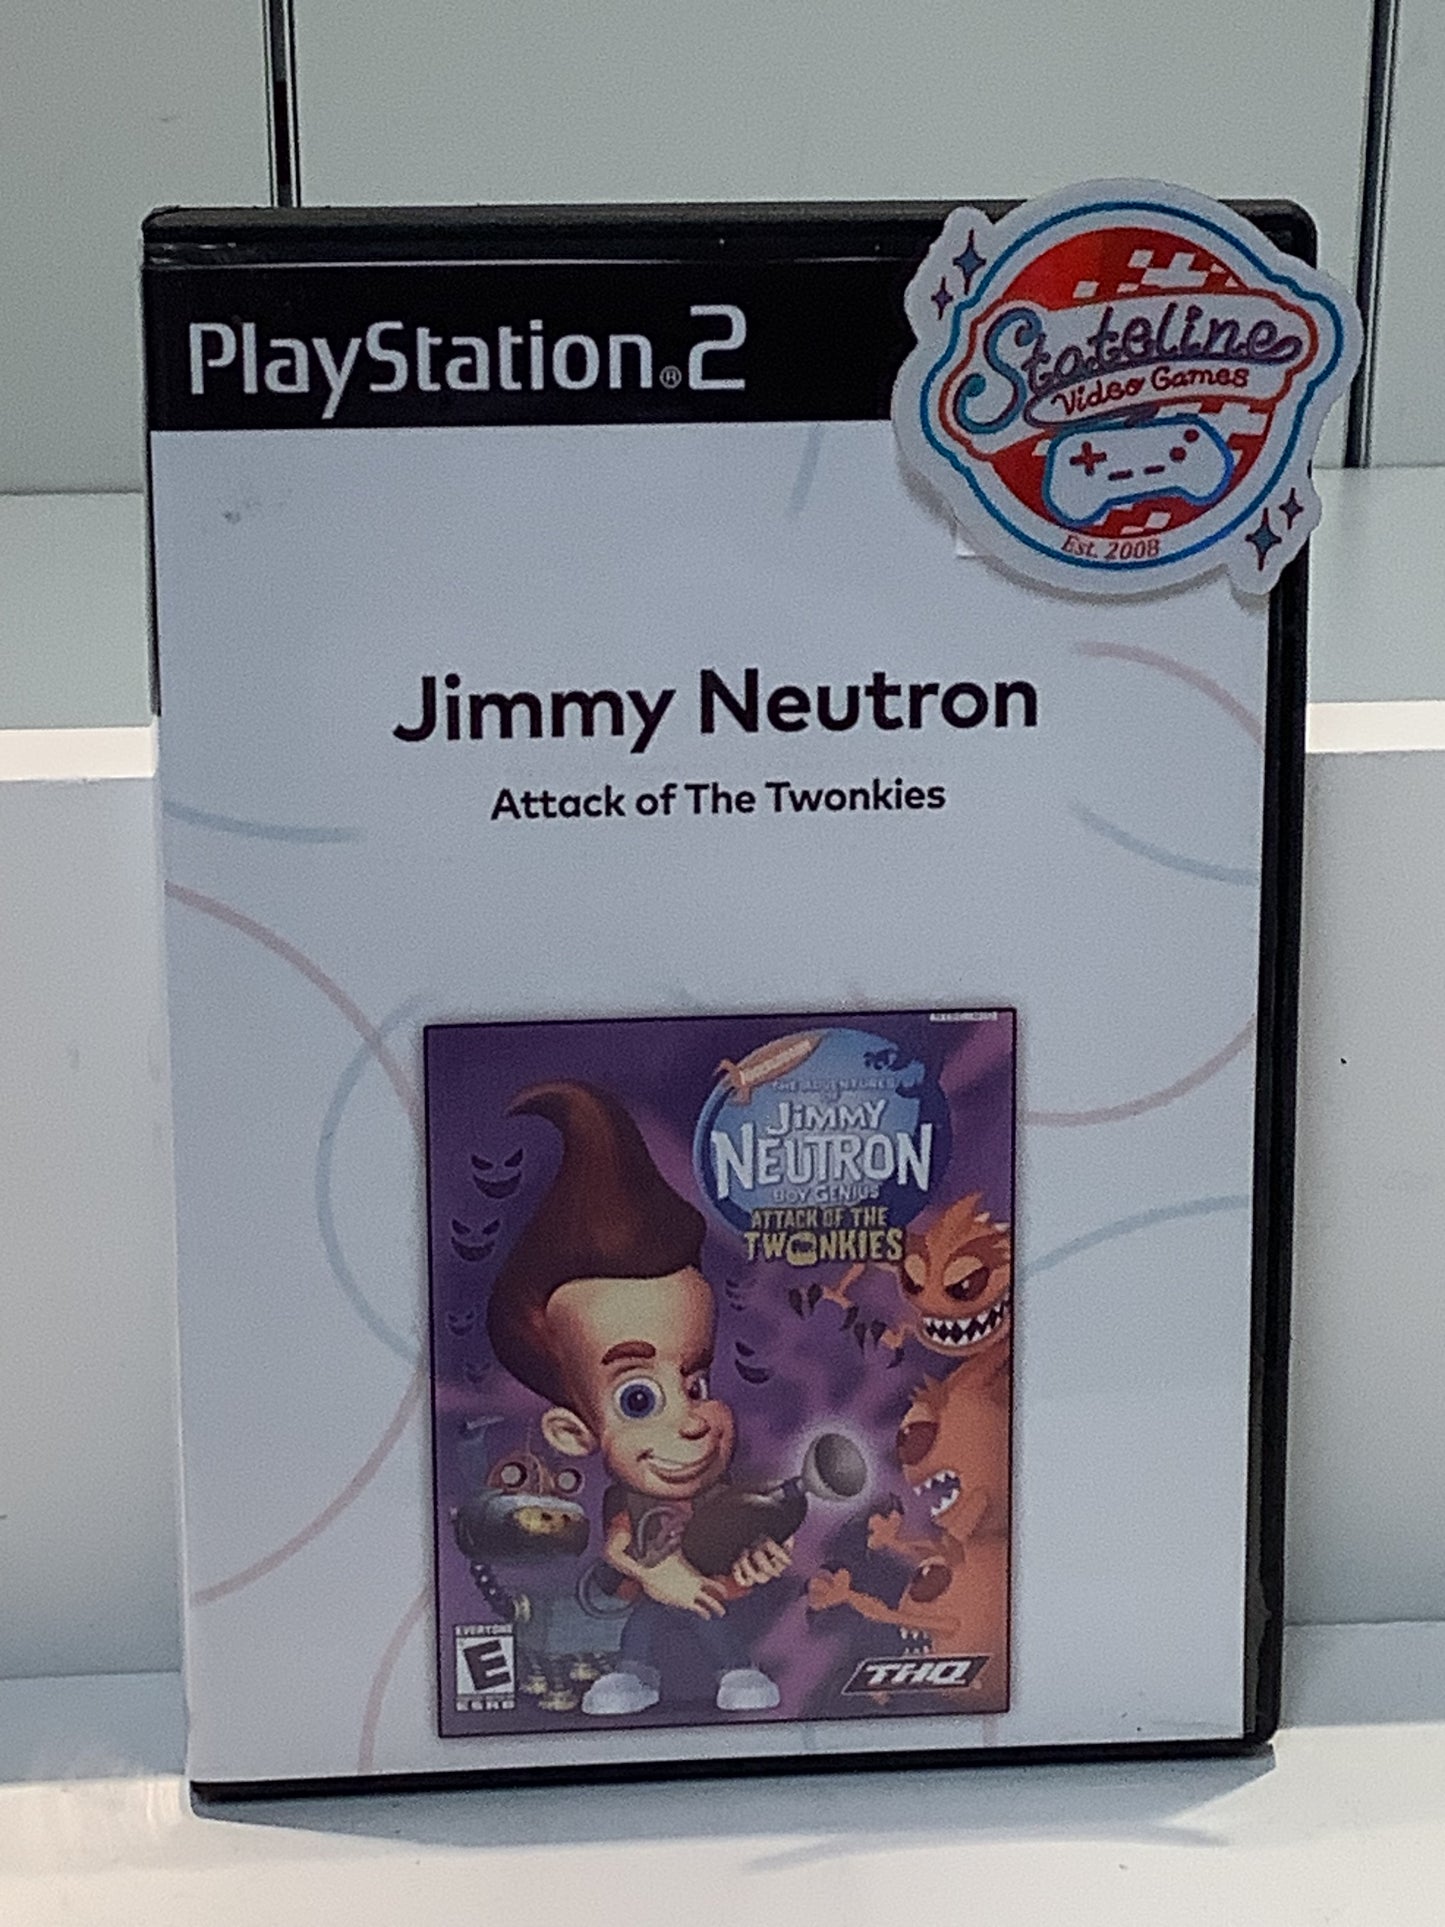 PlayStation®2
Stateline
Video Games
Est. 2008
Jimmy Neutron
Attack of The Twonkies
NICKELODEON
THE ADVENTURES OF
JIMMY
NEUTRON
BOY GENIUS
ATTACK OF THE
TWONKIES
EVERYONE
E
ESRB
THQ